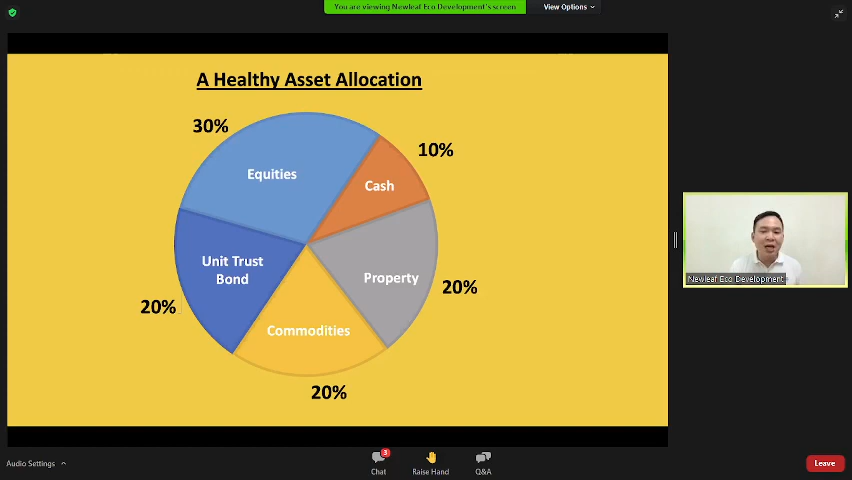 You are viewing Newleaf Eco Development's screen
View Options
A Healthy Asset Allocation
30%
10%
Equities
Cash
Unit Trust
Bond
Property
20%
20%
Commodities
20%
Newleaf Eco Development
Audio Settings
3
Chat
Raise Hand
Q&A
Leave